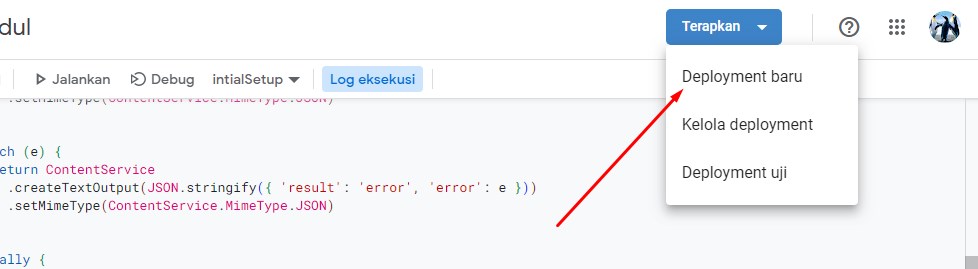 dul
Terapkan
Jalankan
Debug
intialSetup
Log eksekusi
Deployment baru
Kelola deployment
Deployment uji
.setMimeType(ContentService.MimeType.JSON)
ch (e) {
return ContentService
.createTextOutput(JSON.stringify({ 'result': 'error', 'error': e }))
.setMimeType(ContentService.MimeType.JSON)
ally {